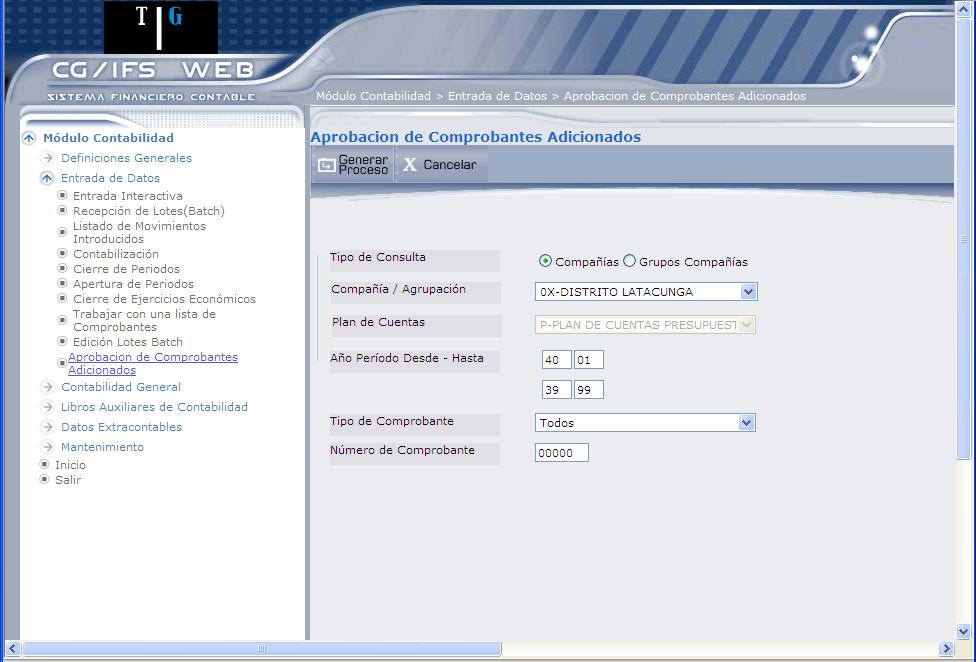 T G
CG/IFS WEB
SISTEMA FINANCIERO CONTABLE
Módulo Contabilidad > Entrada de Datos > Aprobacion de Comprobantes Adicionados
Módulo Contabilidad
Definiciones Generales
Entrada de Datos
Entrada Interactiva
Recepción de Lotes(Batch)
Listado de Movimientos
Introducidos
Contabilización
Cierre de Periodos
Apertura de Periodos
Cierre de Ejercicios Económicos
Trabajar con una lista de
Comprobantes
Edición Lotes Batch
Aprobacion de Comprobantes
Adicionados
Contabilidad General
Libros Auxiliares de Contabilidad
Datos Extracontables
Mantenimiento
Inicio
Salir
Aprobacion de Comprobantes Adicionados
Generar
Proceso
X Cancelar
Tipo de Consulta
Compañías Grupos Compañías
Compañía / Agrupación
0X-DISTRITO LATACUNGA
Plan de Cuentas
P-PLAN DE CUENTAS PRESUPUEST
Año Período Desde - Hasta
40 01
39 99
Tipo de Comprobante
Todos
Número de Comprobante
00000